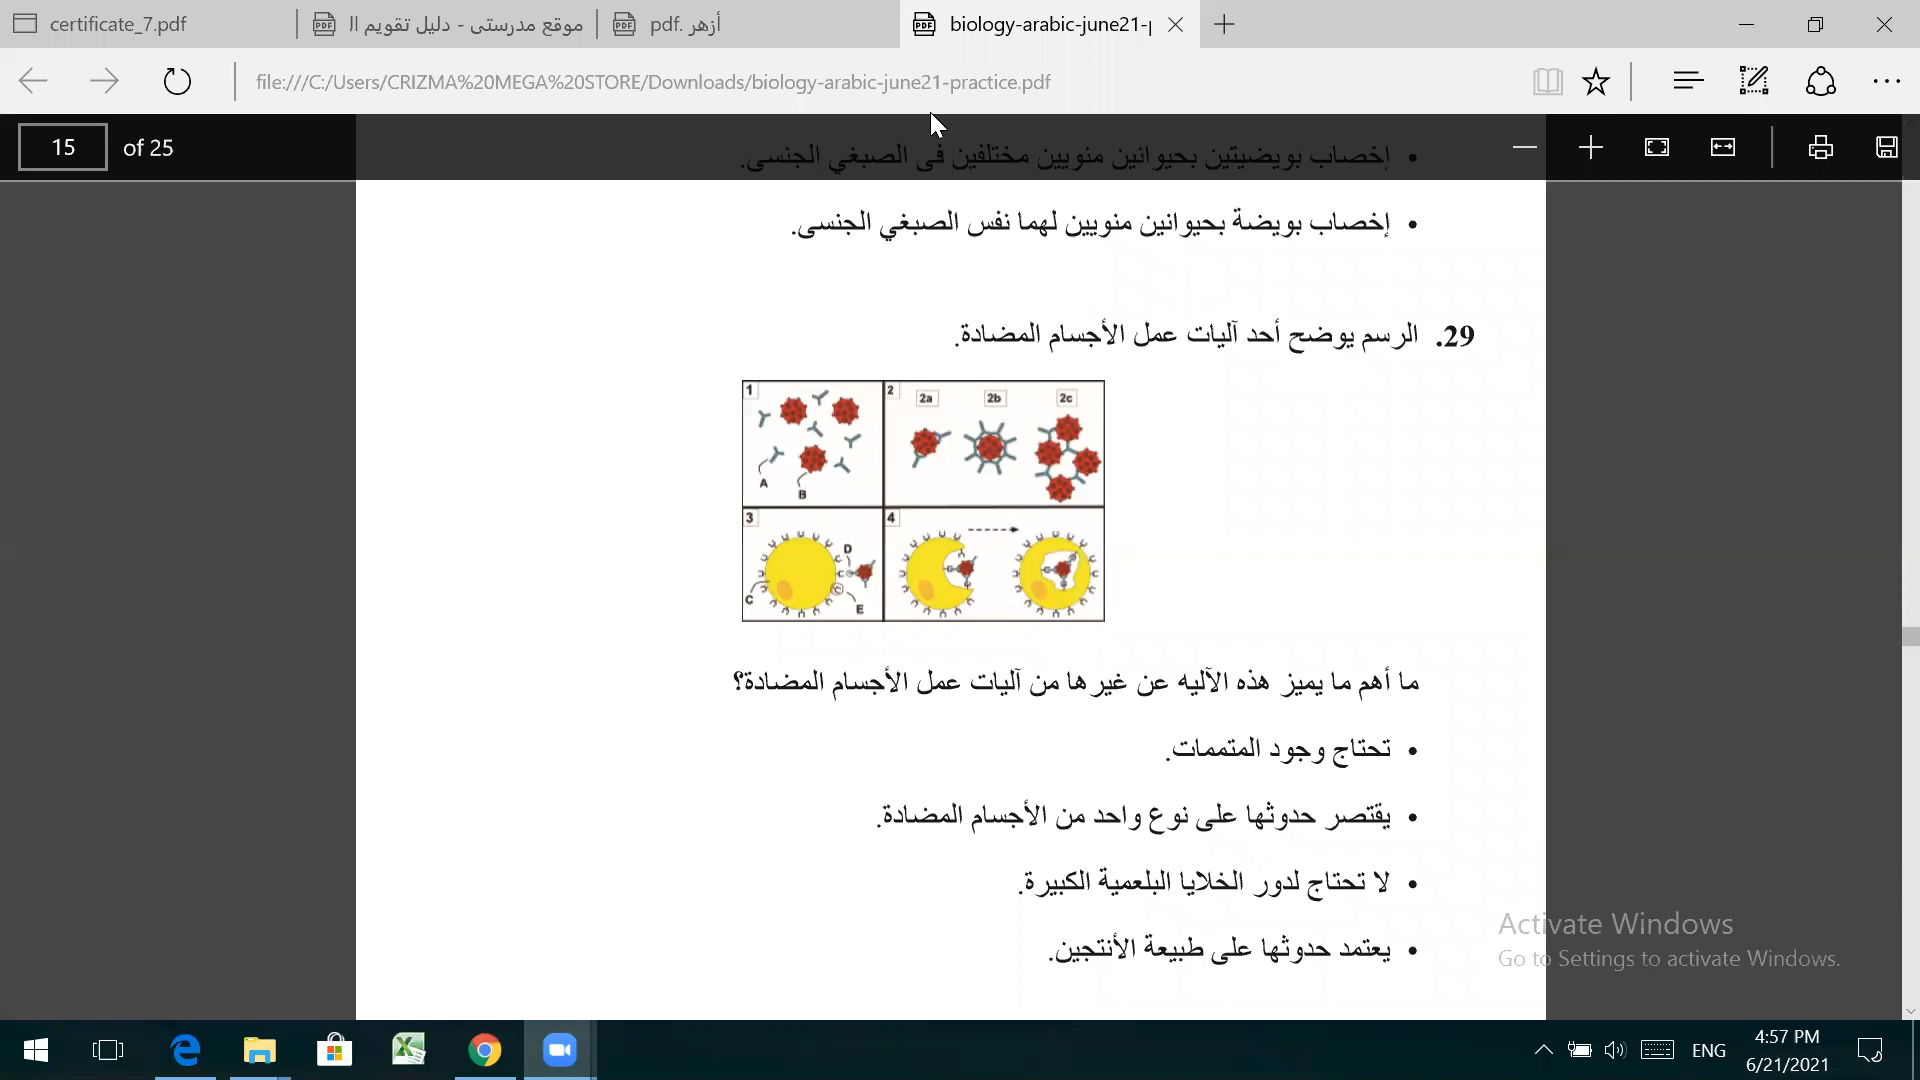 certificate_7.pdf
موقع مدرستى - دليل تقويم ال
أزهر .pdf
biology-arabic-june21-p
file:///C:/Users/CRIZMA%20MEGA%20STORE/Downloads/biology-arabic-june21-practice.pdf
15 of 25
• إخصاب بويضيتين بحيوانين منويين مختلفين فى الصبغي الجنسى.
• إخصاب بويضة بحيوانين منويين لهما نفس الصبغي الجنسى.
29. الرسم يوضح أحد آليات عمل الأجسام المضادة.
1
2
2a 2b 2c
A
B
3
4
D
C
E
ما أهم ما يميز هذه الآليه عن غيرها من آليات عمل الأجسام المضادة؟
• تحتاج وجود المتممات.
• يقتصر حدوثها على نوع واحد من الأجسام المضادة.
• لا تحتاج لدور الخلايا البلعمية الكبيرة.
• يعتمد حدوثها على طبيعة الأنتجين.
Activate Windows
Go to Settings to activate Windows.
ENG
4:57 PM
6/21/2021